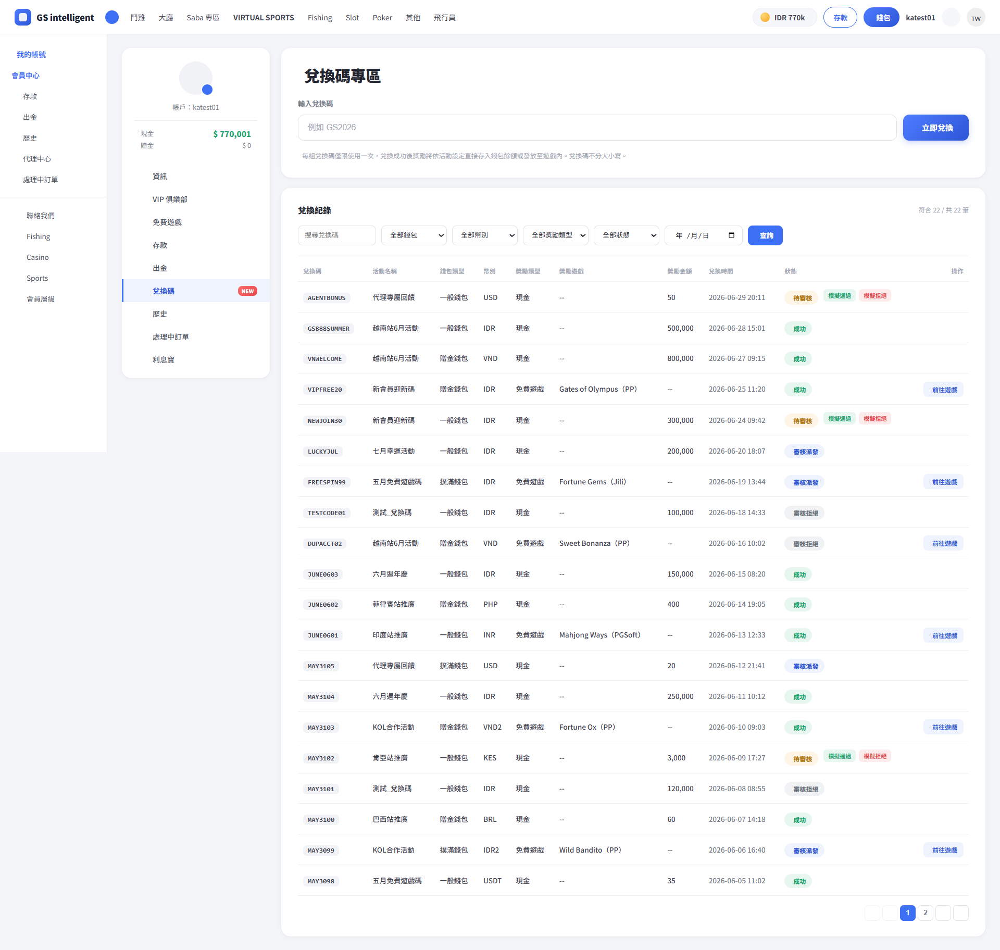 GS intelligent 鬥雞 大廳 Saba 專區 VIRTUAL SPORTS Fishing Slot Poker 其他 飛行員 IDR 770k 存款 錢包 katest01 TW
我的帳號
會員中心
存款
出金
歷史
代理中心
處理中訂單
聯絡我們
Fishing
Casino
Sports
會員層級
帳戶：katest01
現金 $ 770,001
贈金 $ 0
資訊
VIP 俱樂部
免費遊戲
存款
出金
兌換碼 NEW
歷史
處理中訂單
利息寶
兌換碼專區
輸入兌換碼
例如 GS2026 立即兌換
每組兌換碼僅限使用一次，兌換成功後獎勵將依活動設定直接存入錢包餘額或發放至遊戲內。兌換碼不分大小寫。
兌換紀錄 符合 22 / 共 22 筆
搜尋兌換碼 全部錢包 全部幣別 全部獎勵類型 全部狀態 年 /月/日 查詢
兌換碼 活動名稱 錢包類型 幣別 獎勵類型 獎勵遊戲 獎勵金額 兌換時間 狀態 操作
AGENTBONUS 代理專屬回饋 一般錢包 USD 現金 -- 50 2026-06-29 20:11 待審核 模擬通過 模擬拒絕
GS888SUMMER 越南站6月活動 一般錢包 IDR 現金 -- 500,000 2026-06-28 15:01 成功
VNWELCOME 越南站6月活動 贈金錢包 VND 現金 -- 800,000 2026-06-27 09:15 成功
VIPFREE20 新會員迎新碼 贈金錢包 IDR 免費遊戲 Gates of Olympus（PP） -- 2026-06-25 11:20 成功 前往遊戲
NEWJOIN30 新會員迎新碼 一般錢包 IDR 現金 -- 300,000 2026-06-24 09:42 待審核 模擬通過 模擬拒絕
LUCKYJUL 七月幸運活動 一般錢包 IDR 現金 -- 200,000 2026-06-20 18:07 審核派發
FREESPIN99 五月免費遊戲碼 撲滿錢包 IDR 免費遊戲 Fortune Gems（Jili） -- 2026-06-19 13:44 審核派發 前往遊戲
TESTCODE01 測試_兌換碼 一般錢包 IDR 現金 -- 100,000 2026-06-18 14:33 審核拒絕
DUPACCT02 越南站6月活動 贈金錢包 VND 免費遊戲 Sweet Bonanza（PP） -- 2026-06-16 10:02 審核拒絕 前往遊戲
JUNE0603 六月週年慶 一般錢包 IDR 現金 -- 150,000 2026-06-15 08:20 成功
JUNE0602 菲律賓站推廣 贈金錢包 PHP 現金 -- 400 2026-06-14 19:05 成功
JUNE0601 印度站推廣 一般錢包 INR 免費遊戲 Mahjong Ways（PGSoft） -- 2026-06-13 12:33 成功 前往遊戲
MAY3105 代理專屬回饋 撲滿錢包 USD 現金 -- 20 2026-06-12 21:41 審核派發
MAY3104 六月週年慶 一般錢包 IDR 現金 -- 250,000 2026-06-11 10:12 成功
MAY3103 KOL合作活動 贈金錢包 VND2 免費遊戲 Fortune Ox（PP） -- 2026-06-10 09:03 成功 前往遊戲
MAY3102 肯亞站推廣 一般錢包 KES 現金 -- 3,000 2026-06-09 17:27 待審核 模擬通過 模擬拒絕
MAY3101 測試_兌換碼 一般錢包 IDR 現金 -- 120,000 2026-06-08 08:55 審核拒絕
MAY3100 巴西站推廣 贈金錢包 BRL 現金 -- 60 2026-06-07 14:18 成功
MAY3099 KOL合作活動 撲滿錢包 IDR2 免費遊戲 Wild Bandito（PP） -- 2026-06-06 16:40 審核派發 前往遊戲
MAY3098 五月免費遊戲碼 一般錢包 USDT 現金 -- 35 2026-06-05 11:02 成功
1 2